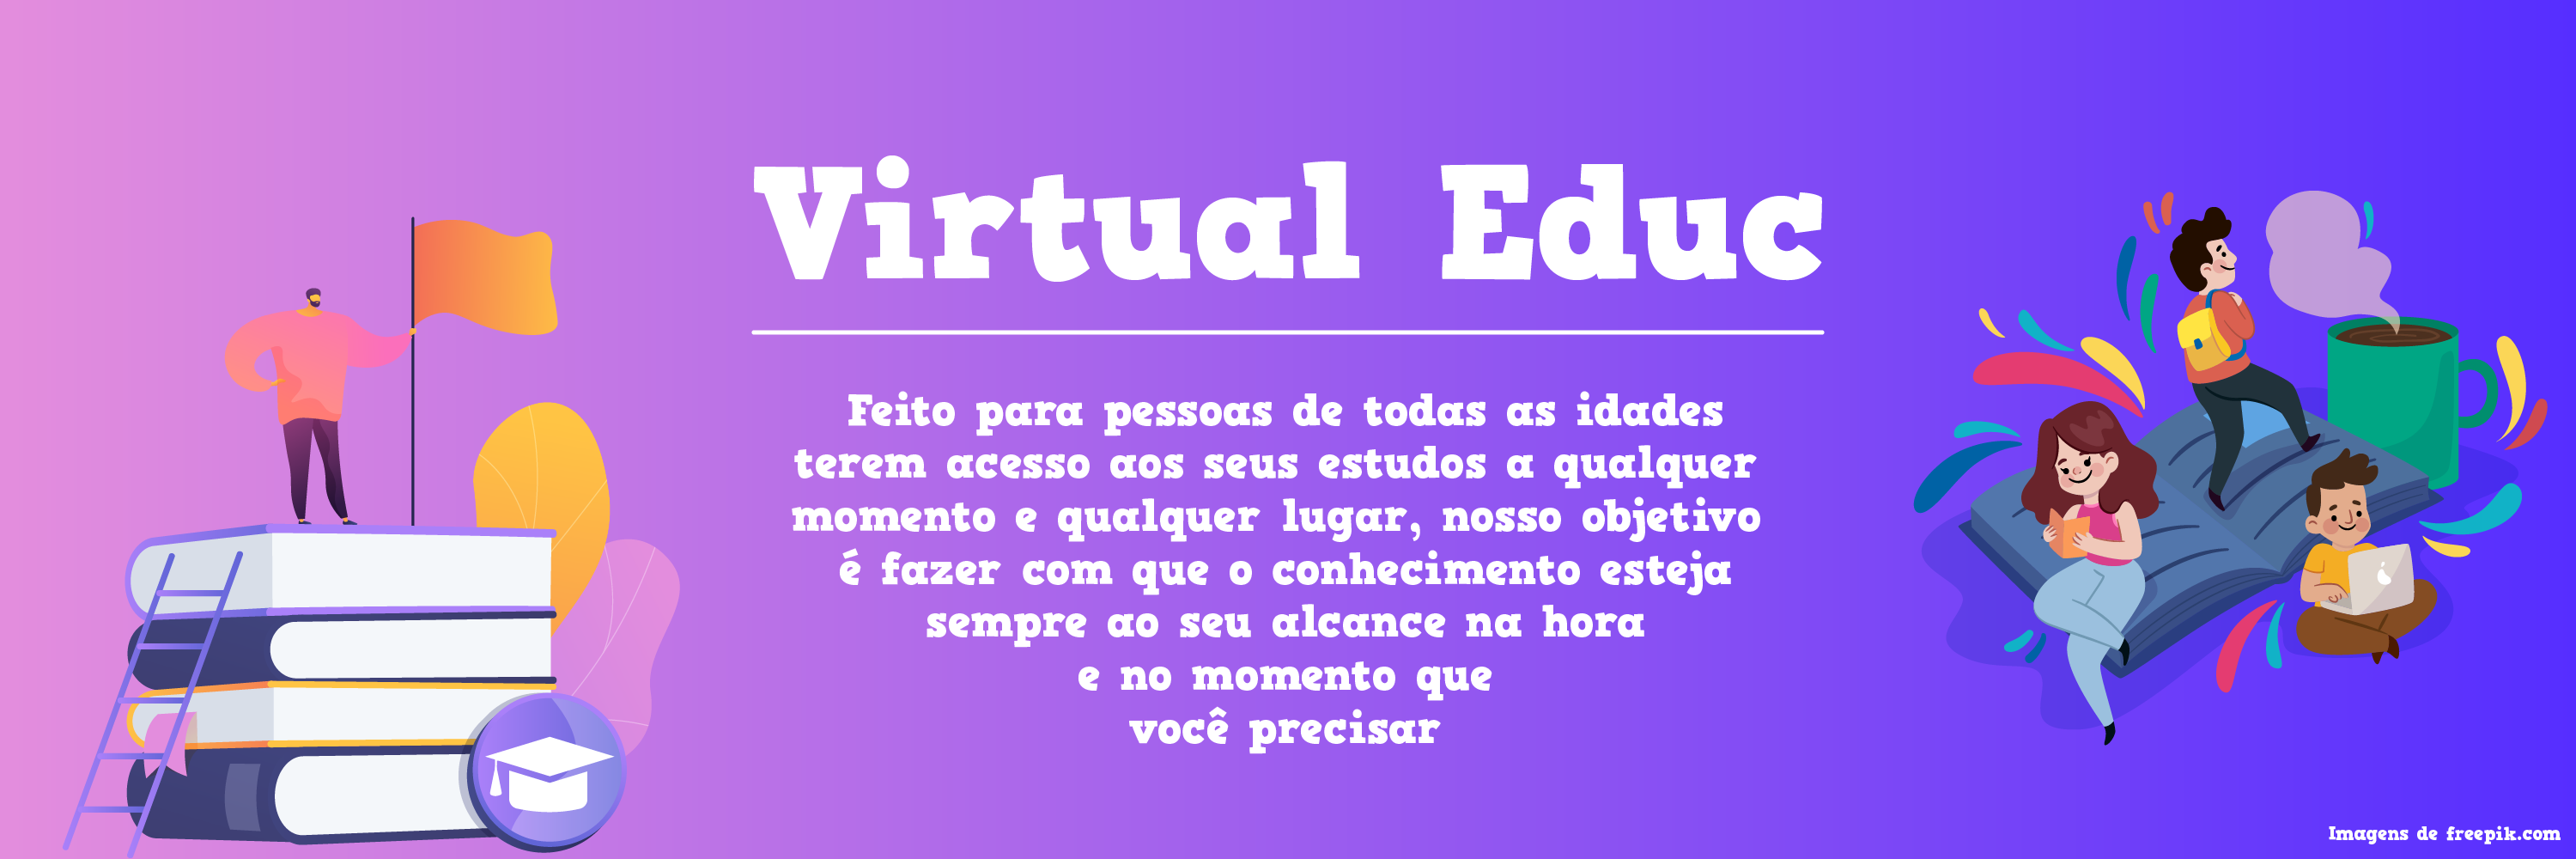 Virtual Educ
Feito para pessoas de todas as idades
terem acesso aos seus estudos a qualquer
momento e qualquer lugar, nosso objetivo
é fazer com que o conhecimento esteja
sempre ao seu alcance na hora
e no momento que
você precisar
Imagens de freepik.com